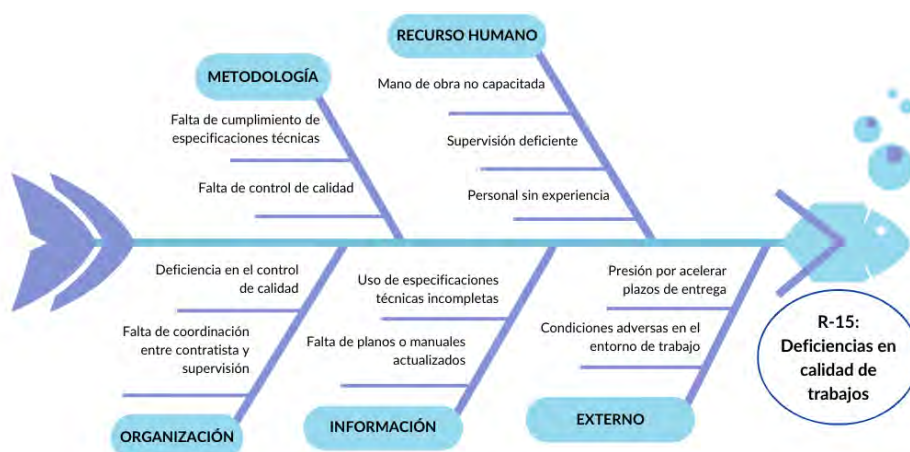 RECURSO HUMANO
METODOLOGÍA
Mano de obra no capacitada
Falta de cumplimiento de
especificaciones técnicas
Supervisión deficiente
Falta de control de calidad
Personal sin experiencia
Deficiencia en el control
de calidad
Uso de especificaciones
técnicas incompletas
Presión por acelerar
plazos de entrega
Falta de coordinación
entre contratista y
supervisión
Falta de planos o manuales
actualizados
Condiciones adversas en el
entorno de trabajo
R-15:
Deficiencias en
calidad de
trabajos
ORGANIZACIÓN
INFORMACIÓN
EXTERNO